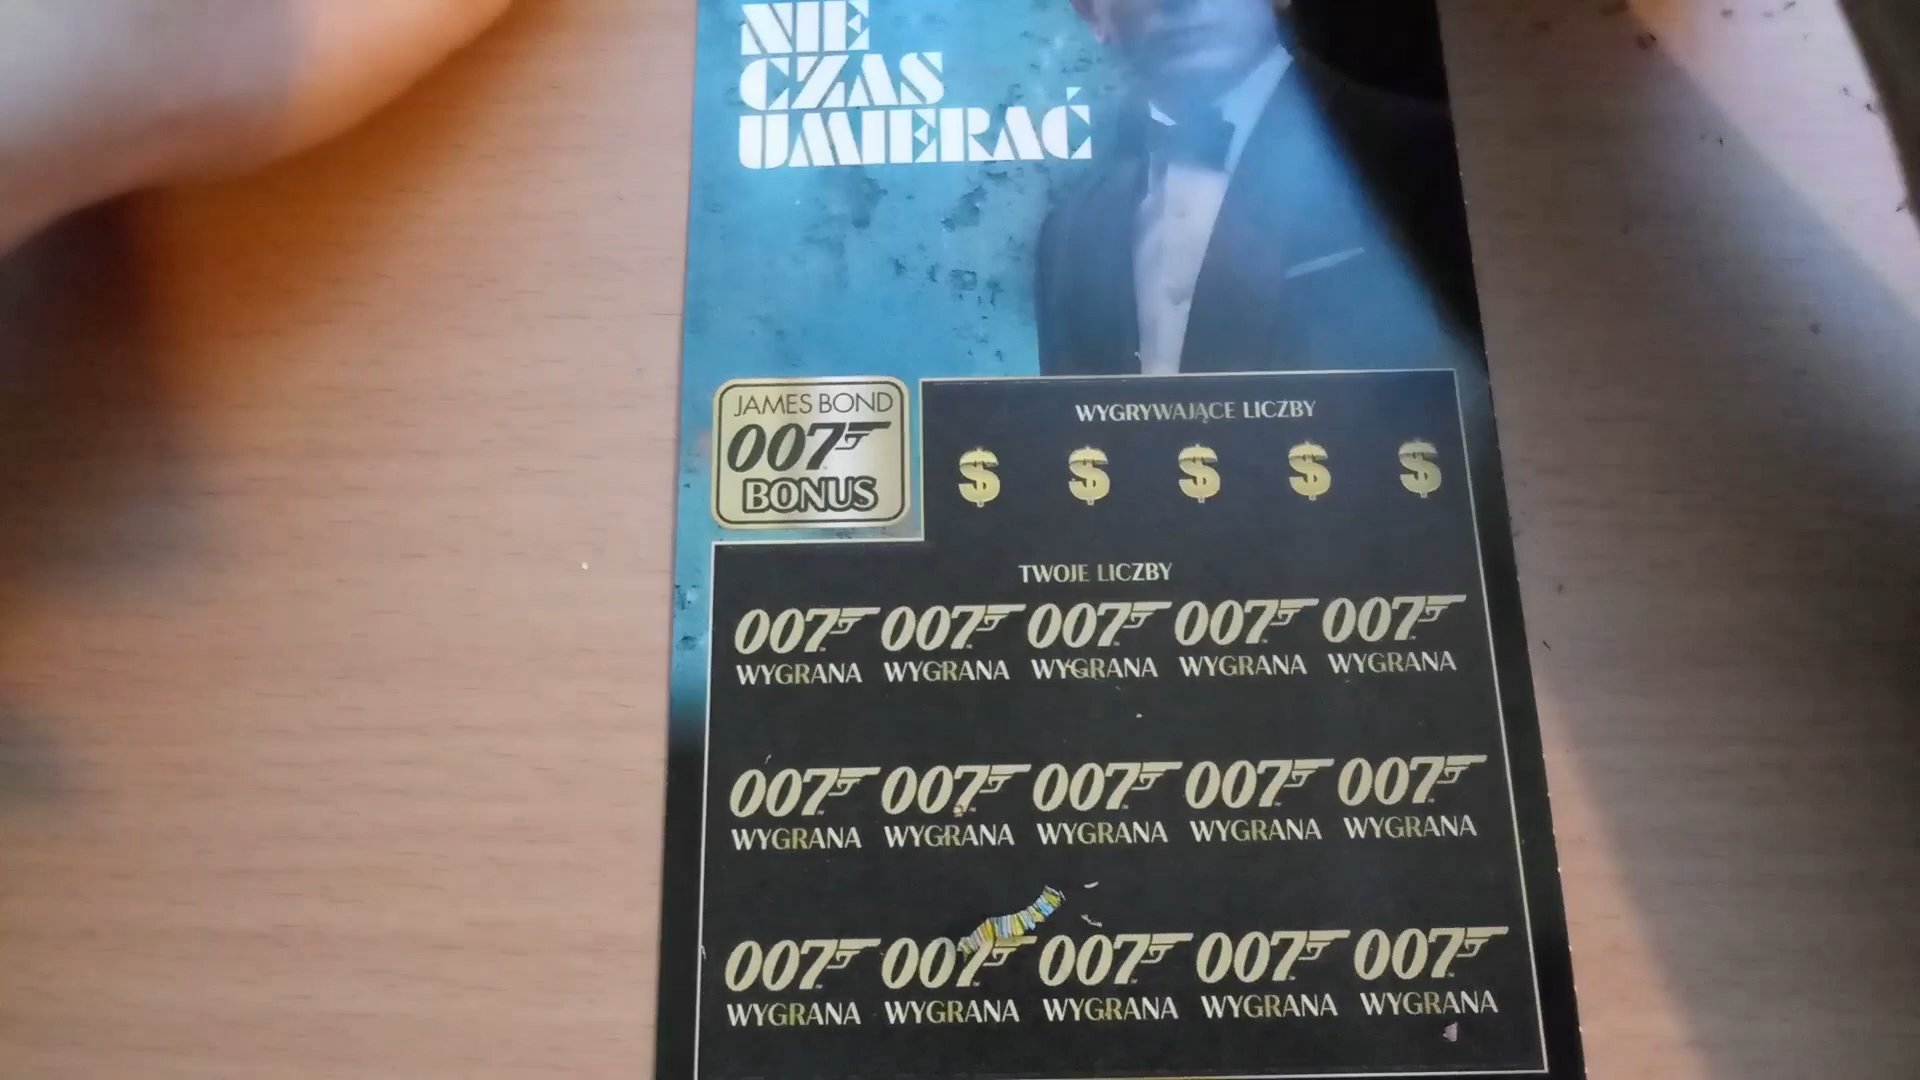 NIE
CZAS
UMIERAĆ
JAMES BOND
007
BONUS
WYGRYWAJĄCE LICZBY
$ $ $ $ $
TWOJE LICZBY
007 007 007 007 007
WYGRANA WYGRANA WYGRANA WYGRANA WYGRANA
007 007 007 007 007
WYGRANA WYGRANA WYGRANA WYGRANA WYGRANA
007 007 007 007 007
WYGRANA WYGRANA WYGRANA WYGRANA WYGRANA